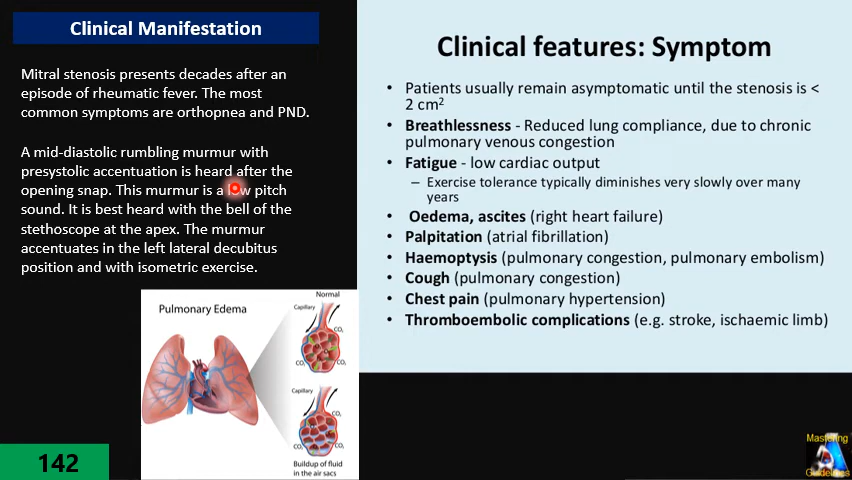 Clinical Manifestation
Mitral stenosis presents decades after an
episode of rheumatic fever. The most
common symptoms are orthopnea and PND.
A mid-diastolic rumbling murmur with
presystolic accentuation is heard after the
opening snap. This murmur is a low pitch
sound. It is best heard with the bell of the
stethoscope at the apex. The murmur
accentuates in the left lateral decubitus
position and with isometric exercise.
Pulmonary Edema
Normal
Capillary
CO₂
CO₂
CO₂
Capillary
CO₂
CO₂
CO₂
Buildup of fluid
in the air sacs
142
Clinical features: Symptom
• Patients usually remain asymptomatic until the stenosis is <
2 cm²
• Breathlessness - Reduced lung compliance, due to chronic
pulmonary venous congestion
• Fatigue - low cardiac output
– Exercise tolerance typically diminishes very slowly over many
years
• Oedema, ascites (right heart failure)
• Palpitation (atrial fibrillation)
• Haemoptysis (pulmonary congestion, pulmonary embolism)
• Cough (pulmonary congestion)
• Chest pain (pulmonary hypertension)
• Thromboembolic complications (e.g. stroke, ischaemic limb)
Mastering
Guidelines